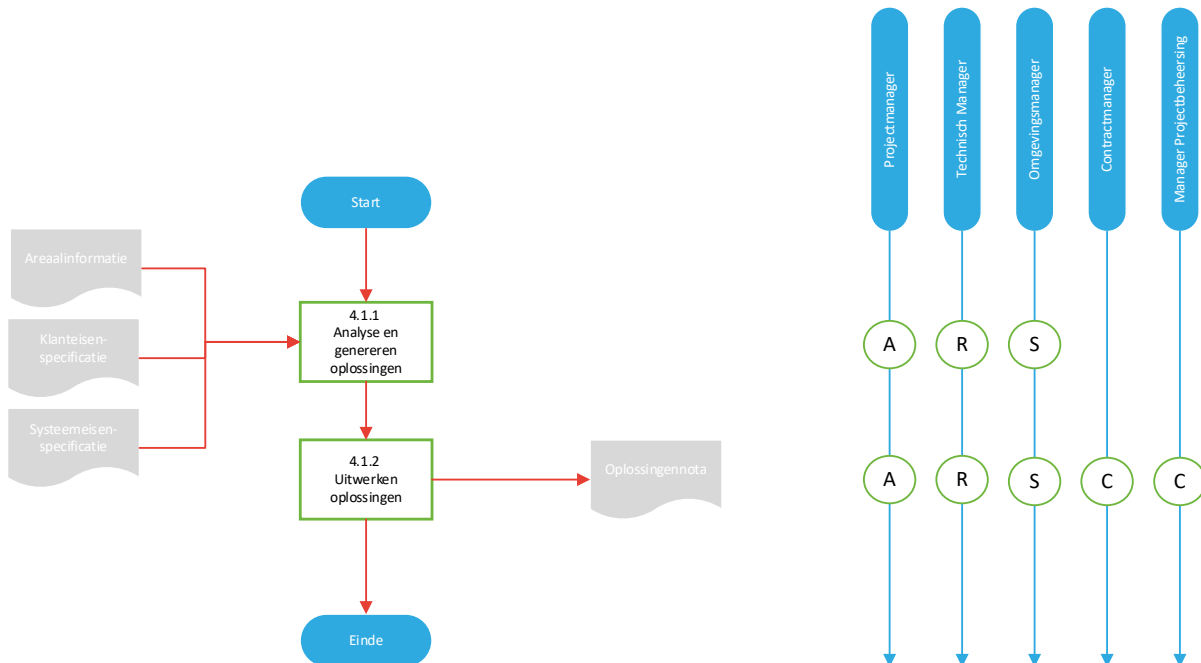 Projectmanager
Technisch Manager
Omgevingsmanager
Contractmanager
Manager Projectbeheersing
Start
Areaalinformatie
Klanteisen-
specificatie
Systeemeisen-
specificatie
4.1.1
Analyse en
genereren
oplossingen
A
R
S
4.1.2
Uitwerken
oplossingen
Oplossingennota
A
R
S
C
C
Einde